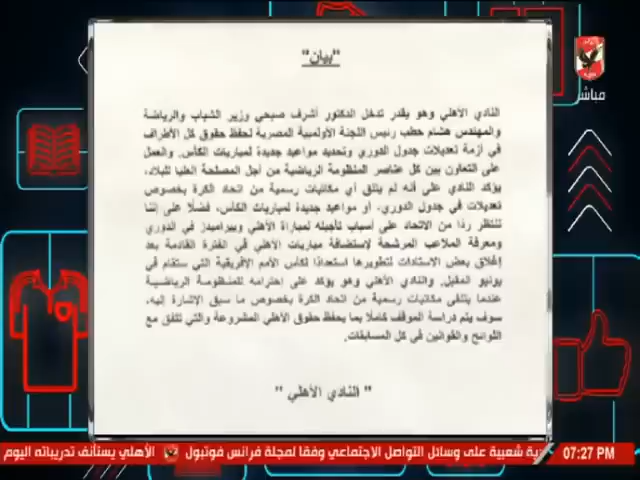 "بيان"
النادي الأهلي وهو يقدر تدخل الدكتور أشرف صبحي وزير الشباب والرياضة
والمهندس هشام حطب رئيس اللجنة الأولمبية المصرية لحفظ حقوق كل الأطراف
في أزمة تعديلات جدول الدوري وتحديد مواعيد جديدة لمباريات الكأس. والعمل
على التعاون بين كل عناصر المنظومة الرياضية من أجل المصلحة العليا للبلاد،
يؤكد النادي على أنه لم يتلق أي مكاتبات رسمية من اتحاد الكرة بخصوص
تعديلات في جدول الدوري، أو مواعيد جديدة لمباريات الكأس، فضلًا على إننا
ننتظر ردًا من الاتحاد على أسباب تأجيله لمباراة الأهلي وبيراميدز في الدوري
ومعرفة الملاعب المرشحة لإستضافة مباريات الأهلي في الفترة القادمة بعد
إغلاق بعض الاستادات لتطويرها استعدادًا لكأس الأمم الإفريقية التي ستقام في
يونيو المقبل. والنادي الأهلي وهو يؤكد على إحترامه للمنظومة الرياضية
عندما يتلقى مكاتبات رسمية من اتحاد الكرة بخصوص ما سبق الإشارة إليه،
سوف يتم دراسة الموقف كاملًا بما يحفظ حقوق الأهلي المشروعة والتي تتفق مع
اللوائح والقوانين في كل المسابقات.
" النادي الأهلي "
مباشر
07:27 PM
ية شعبية على وسائل التواصل الاجتماعي وفقا لمجلة فرانس فوتبول الأهلي يستأنف تدريباته اليوم